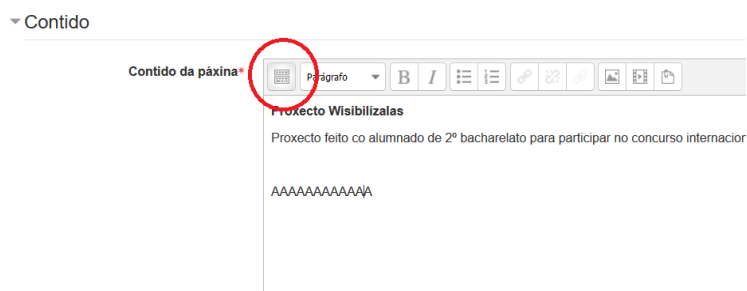 Contido
Contido da páxina*
Parágrafo
B I
Proxecto Wisibilízalas
Proxecto feito co alumnado de 2º bacharelato para participar no concurso internacion
AAAAAAAAAAAAA